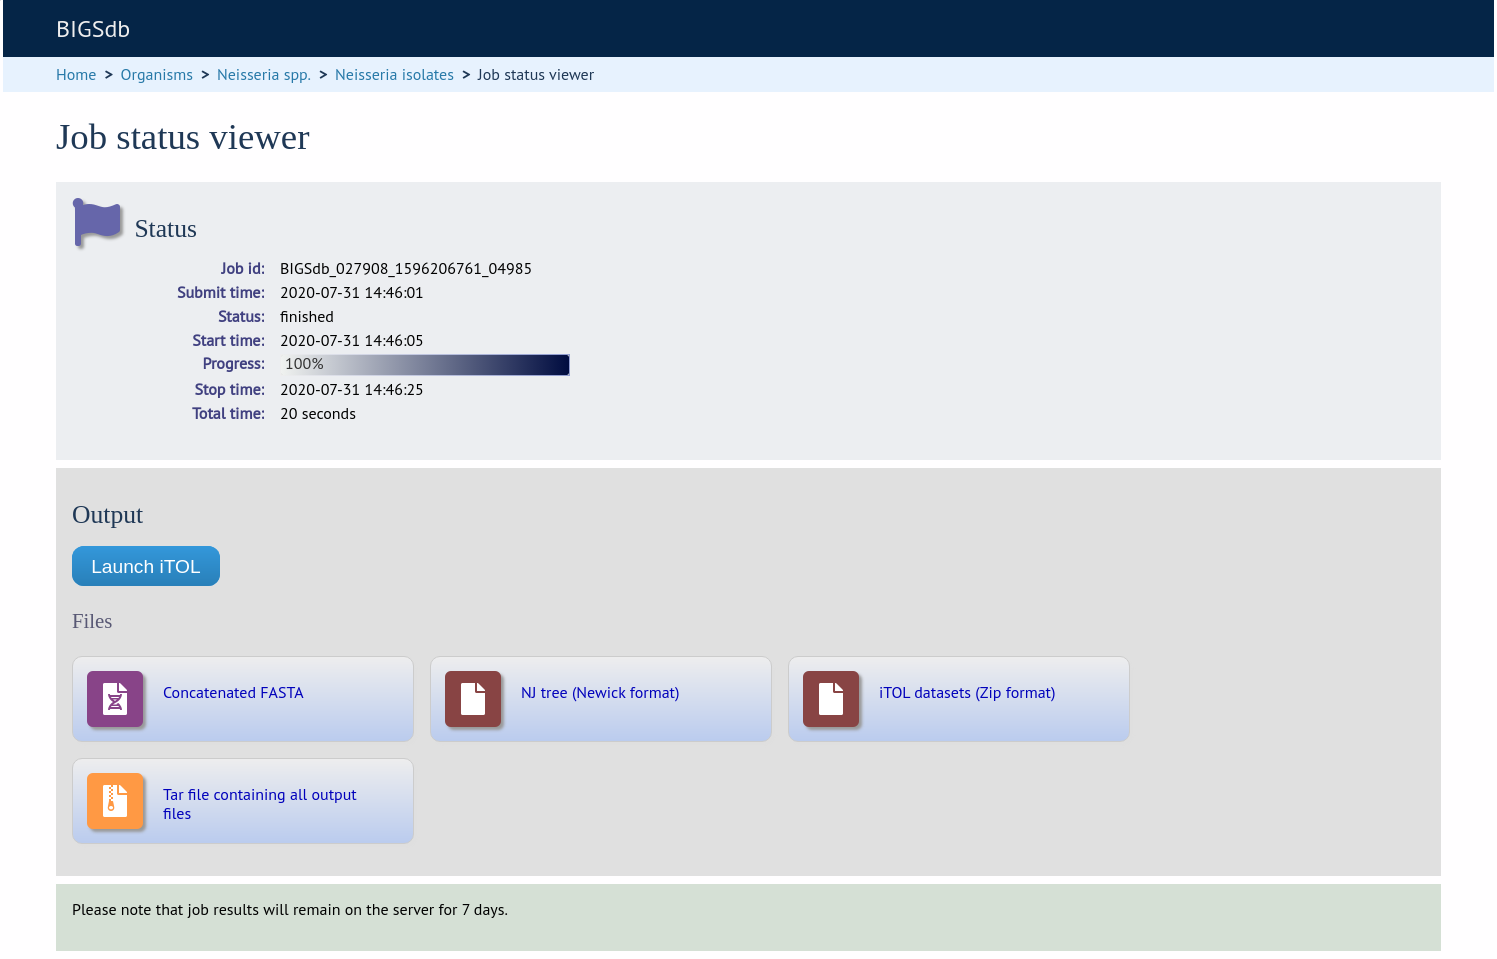 BIGSdb
Home > Organisms > Neisseria spp. > Neisseria isolates > Job status viewer
Job status viewer
Status
Job id: BIGSdb_027908_1596206761_04985
Submit time: 2020-07-31 14:46:01
Status: finished
Start time: 2020-07-31 14:46:05
Progress: 100%
Stop time: 2020-07-31 14:46:25
Total time: 20 seconds
Output
Launch iTOL
Files
Concatenated FASTA
NJ tree (Newick format)
iTOL datasets (Zip format)
Tar file containing all output
files
Please note that job results will remain on the server for 7 days.